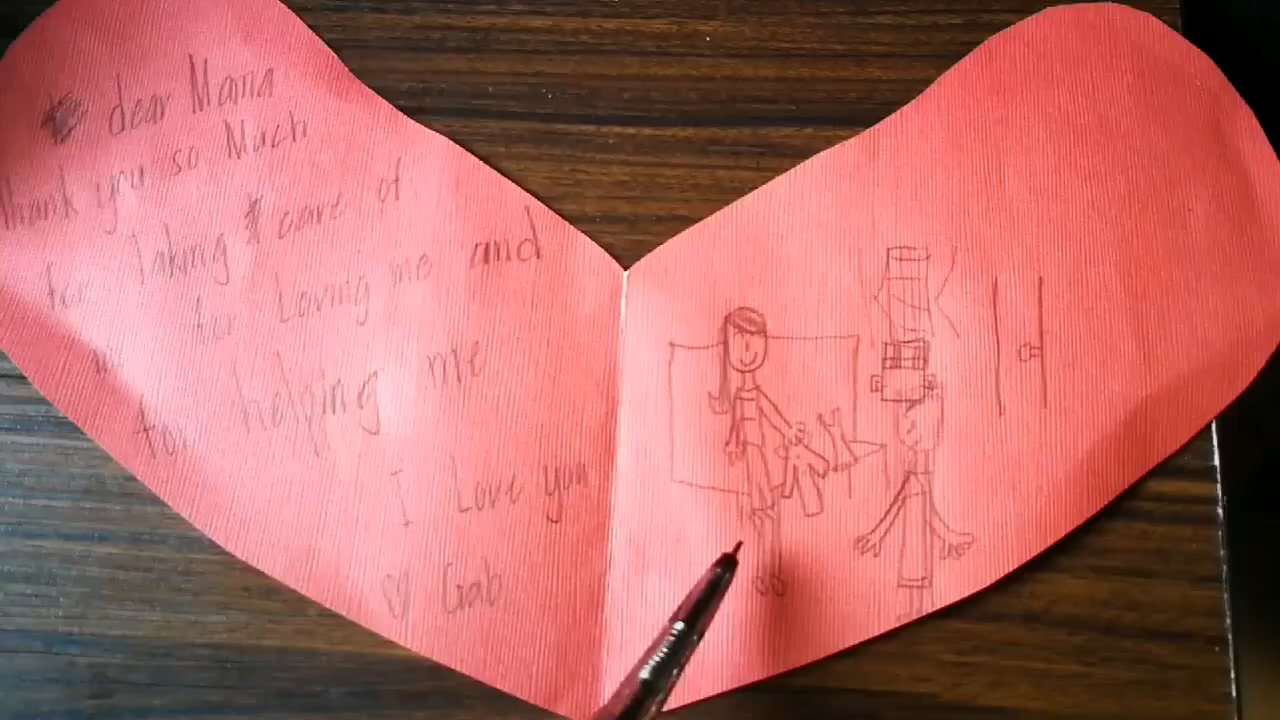 dear Mama
Thank you so Much
for Taking care of
me for Loving me and
for helping me
I Love you
♡ Gab